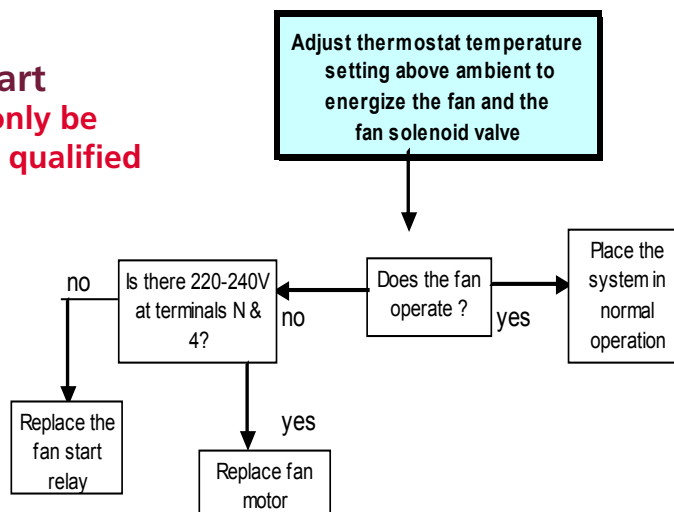 art
only be
qualified
Adjust thermostat temperature
setting above ambient to
energize the fan and the
fan solenoid valve
Place the
system in
normal
operation
Does the fan
operate ?
yes
no
Is there 220-240V
at terminals N &
4?
no
yes
Replace the
fan start
relay
Replace fan
motor